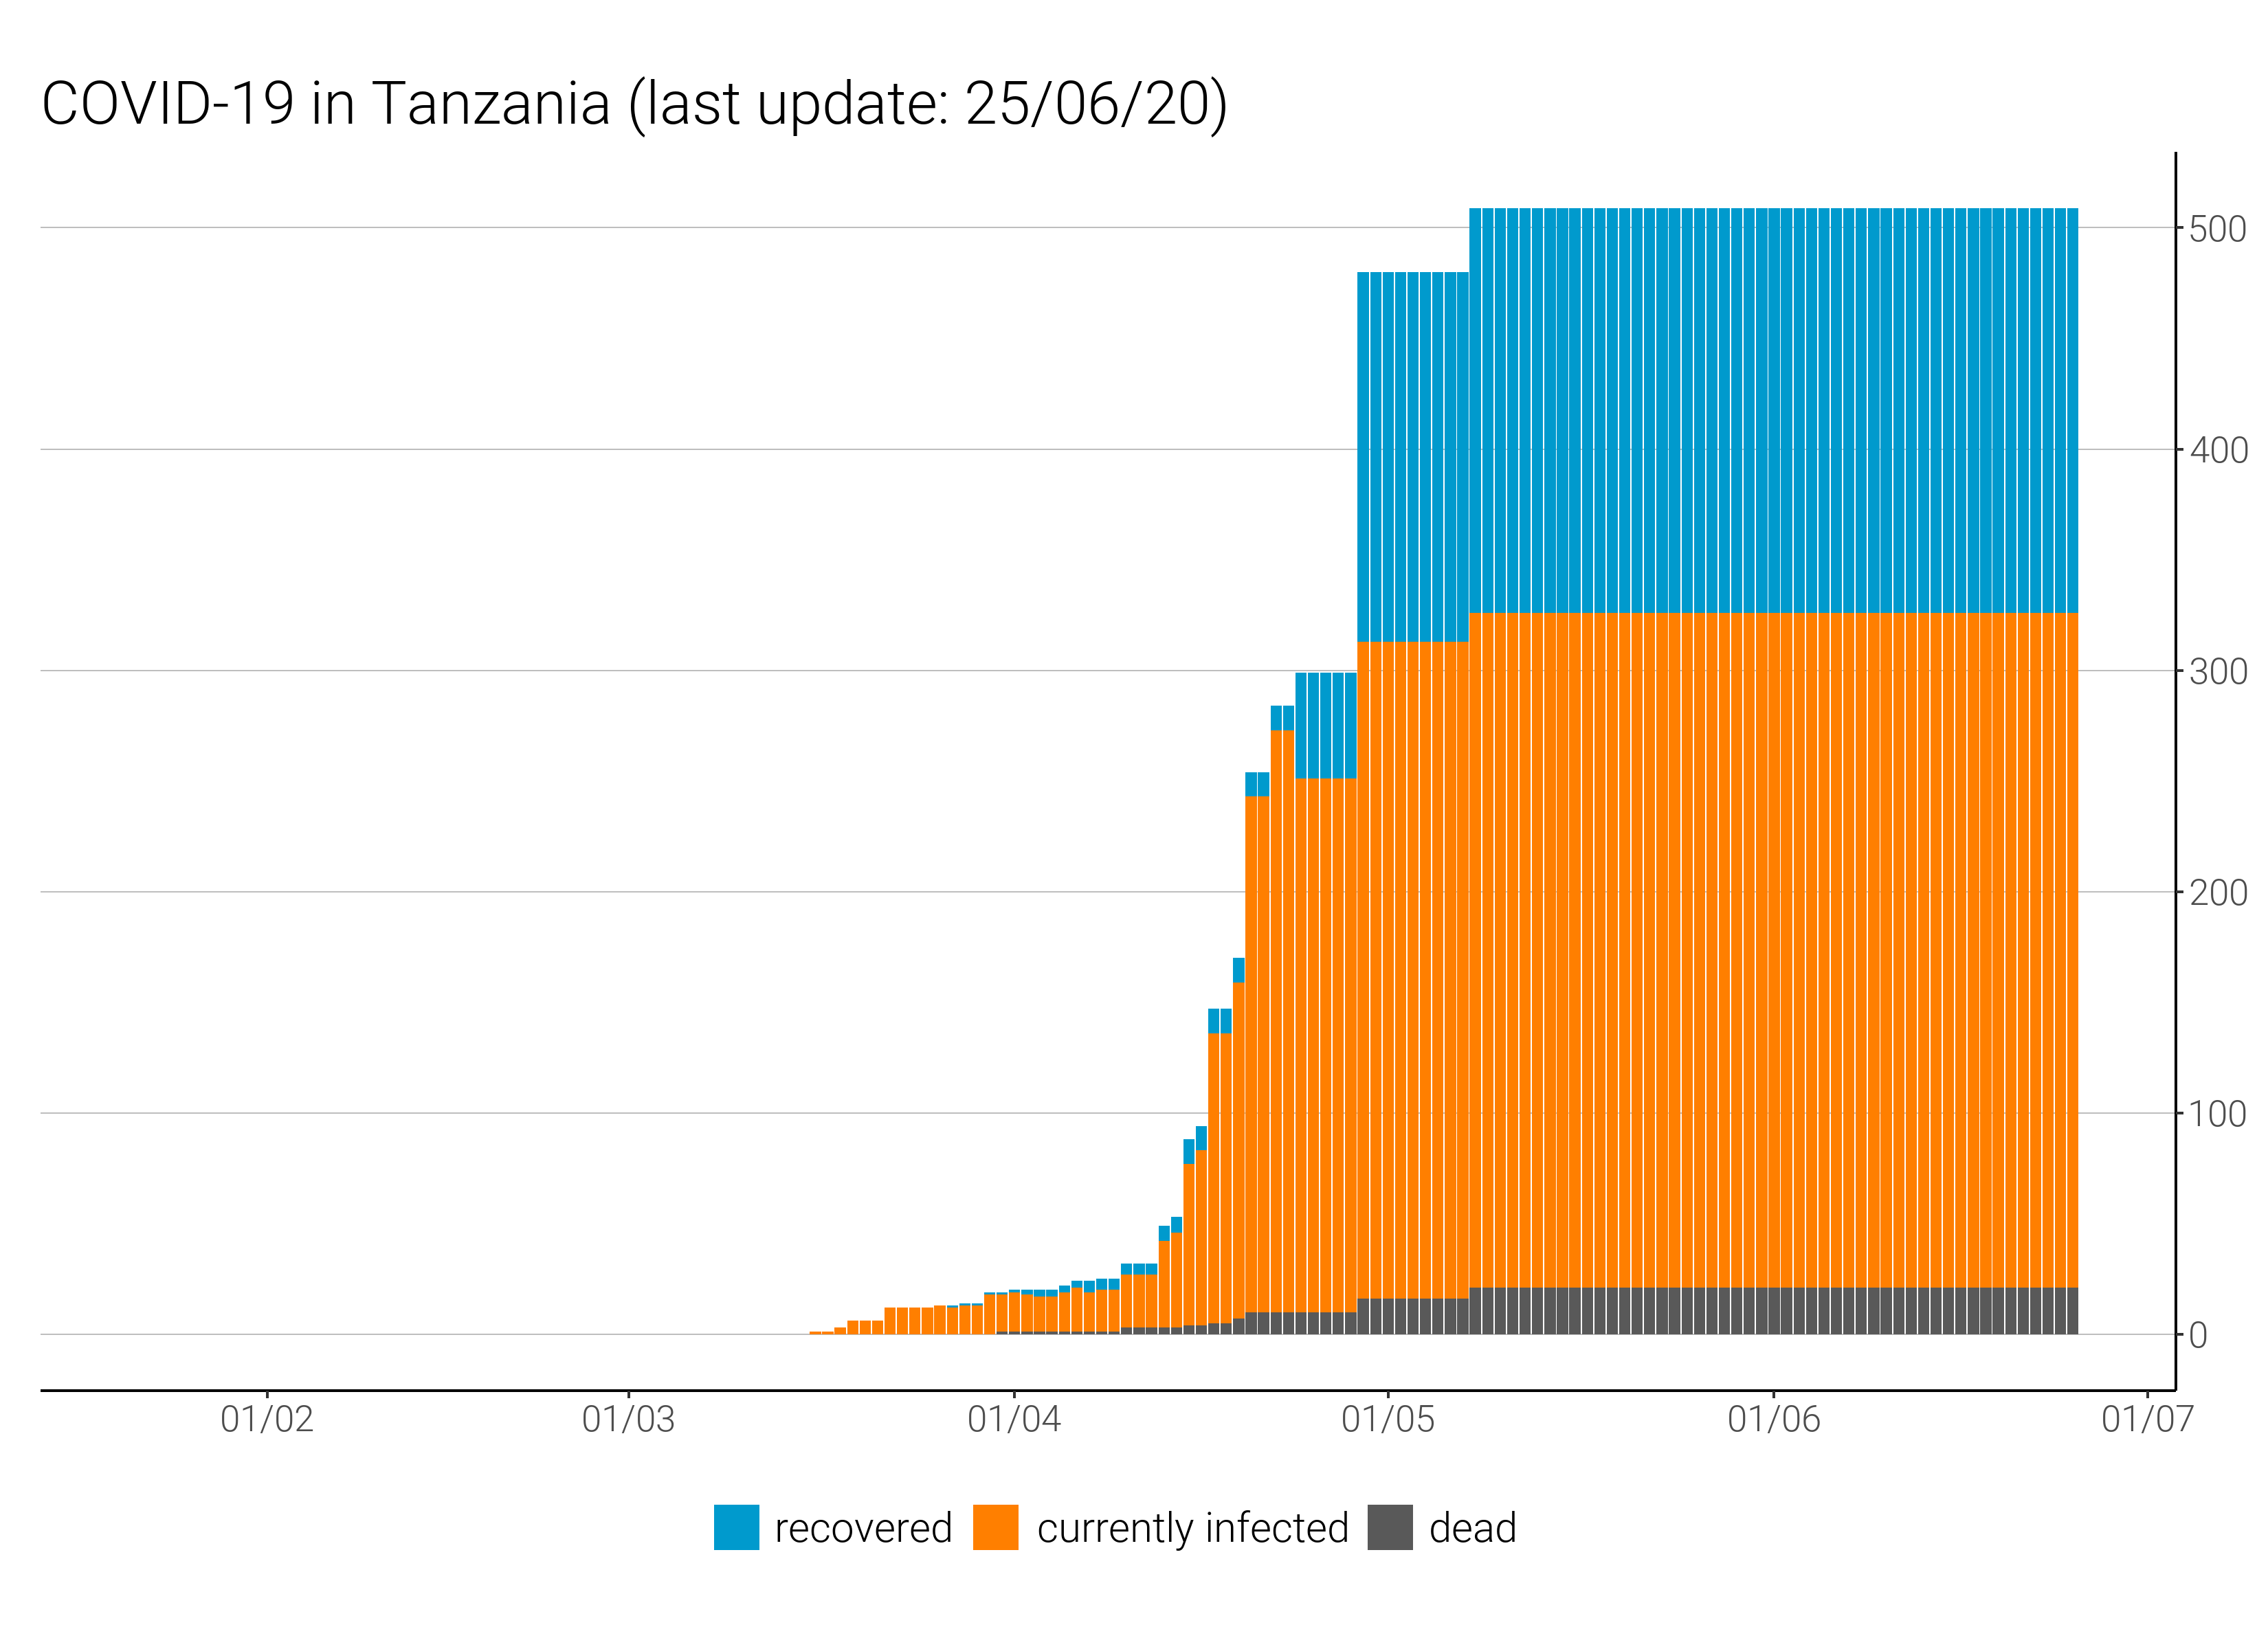 COVID-19 in Tanzania (last update: 25/06/20)
500
400
300
200
100
0
01/02 01/03 01/04 01/05 01/06 01/07
recovered currently infected dead